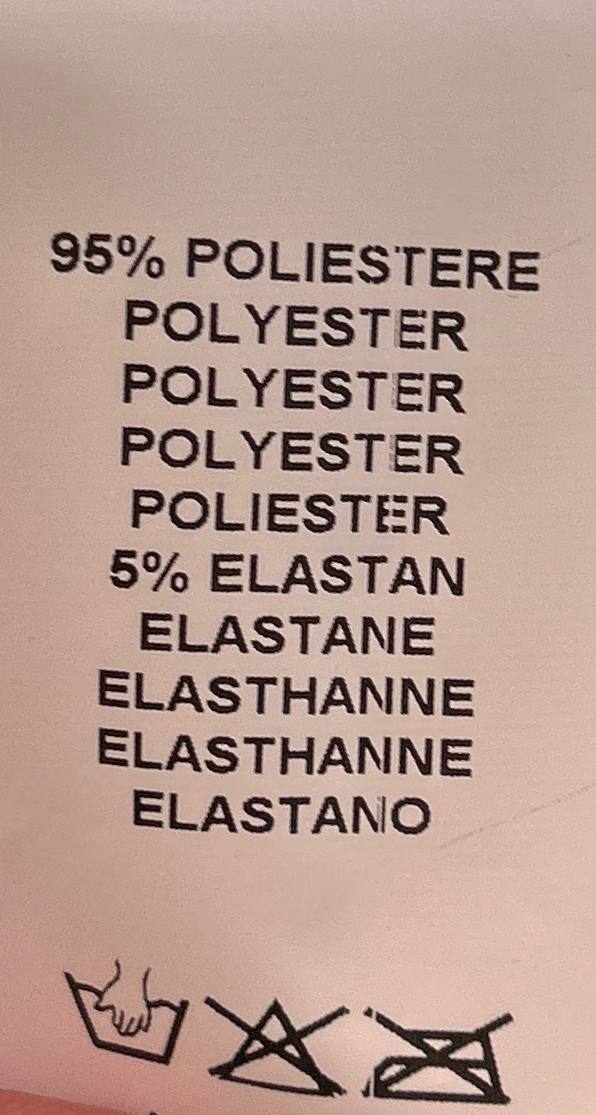 95% POLIESTERE
POLYESTER
POLYESTER
POLYESTER
POLIESTER
5% ELASTAN
ELASTANE
ELASTHANNE
ELASTHANNE
ELASTANO